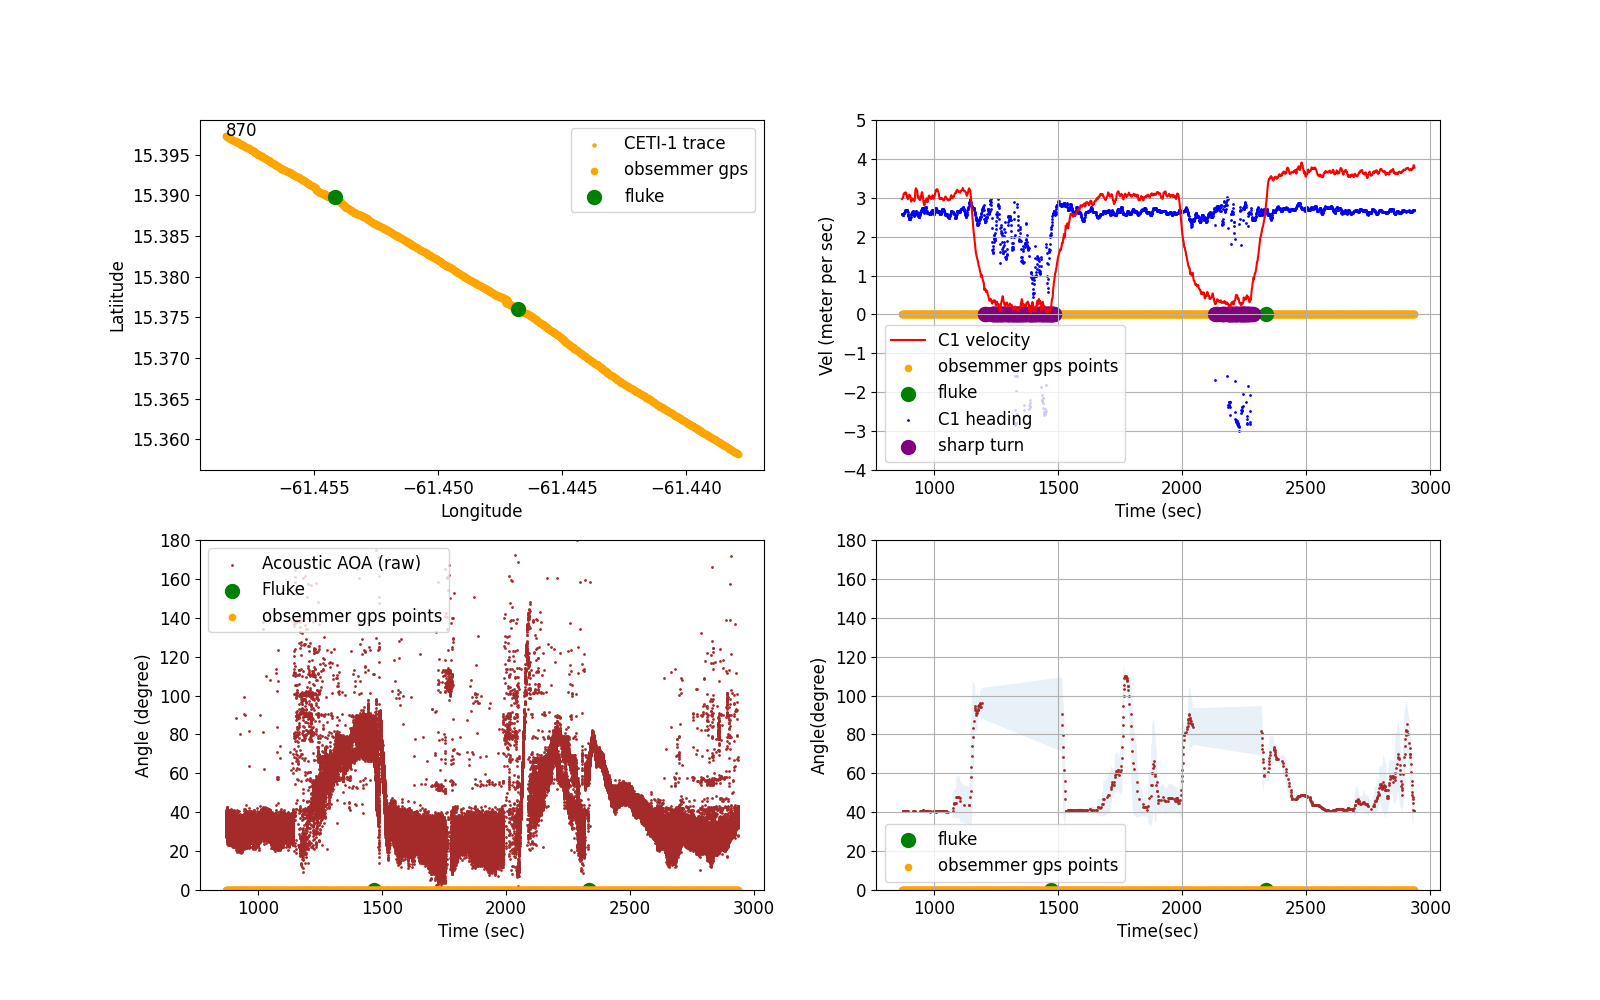 870
CETI-1 trace
obsemmer gps
fluke
15.395
15.390
15.385
15.380
15.375
15.370
15.365
15.360
Latiitude
−61.455 −61.450 −61.445 −61.440
Longitude
5
4
3
2
1
0
−1
−2
−3
−4
Vel (meter per sec)
C1 velocity
obsemmer gps points
fluke
C1 heading
sharp turn
1000 1500 2000 2500 3000
Time (sec)
180
160
140
120
100
80
60
40
20
0
Angle (degree)
Acoustic AOA (raw)
Fluke
obsemmer gps points
1000 1500 2000 2500 3000
Time (sec)
180
160
140
120
100
80
60
40
20
0
Angle(degree)
fluke
obsemmer gps points
1000 1500 2000 2500 3000
Time(sec)